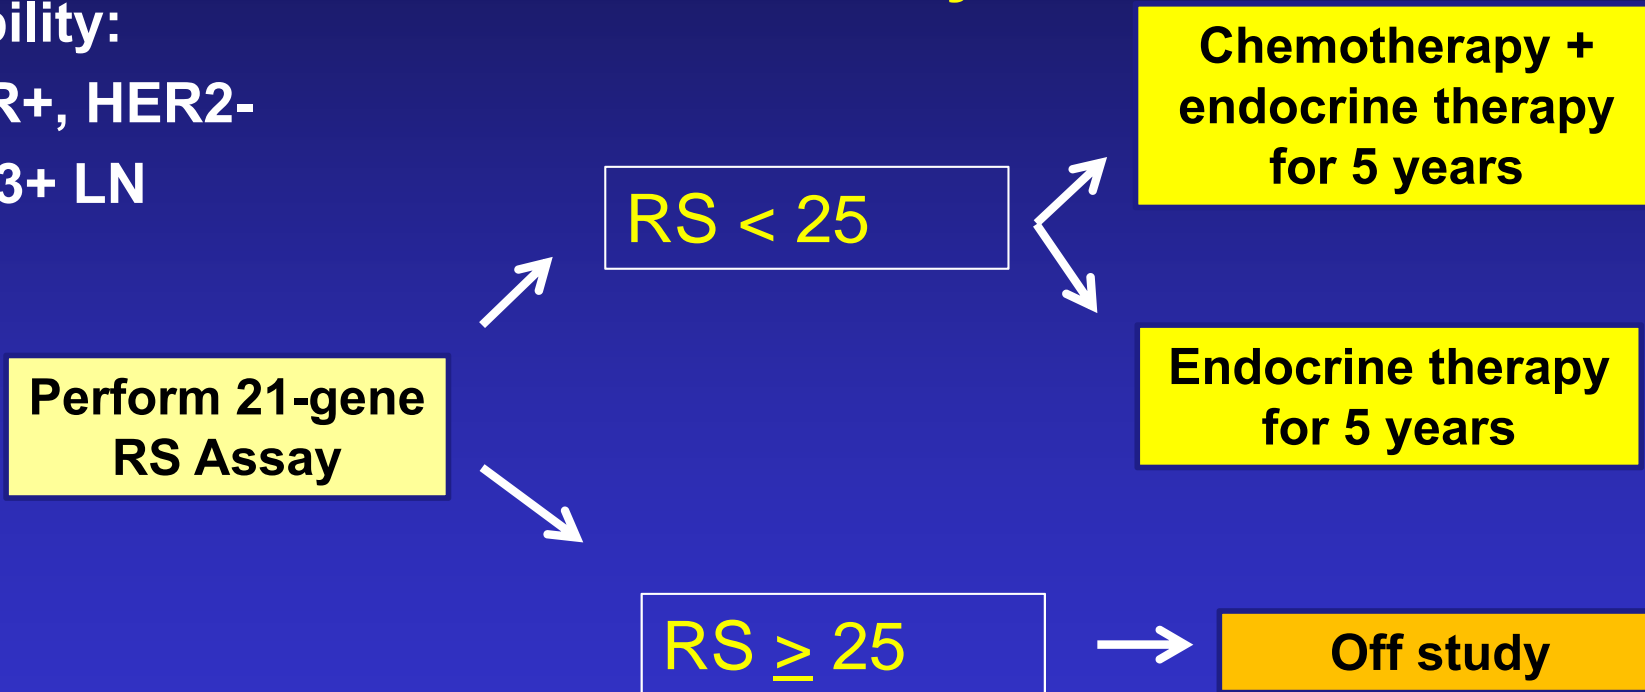 bility:
R+, HER2-
3+ LN
Chemotherapy +
endocrine therapy
for 5 years
RS < 25
Endocrine therapy
for 5 years
Perform 21-gene
RS Assay
RS ≥ 25
Off study